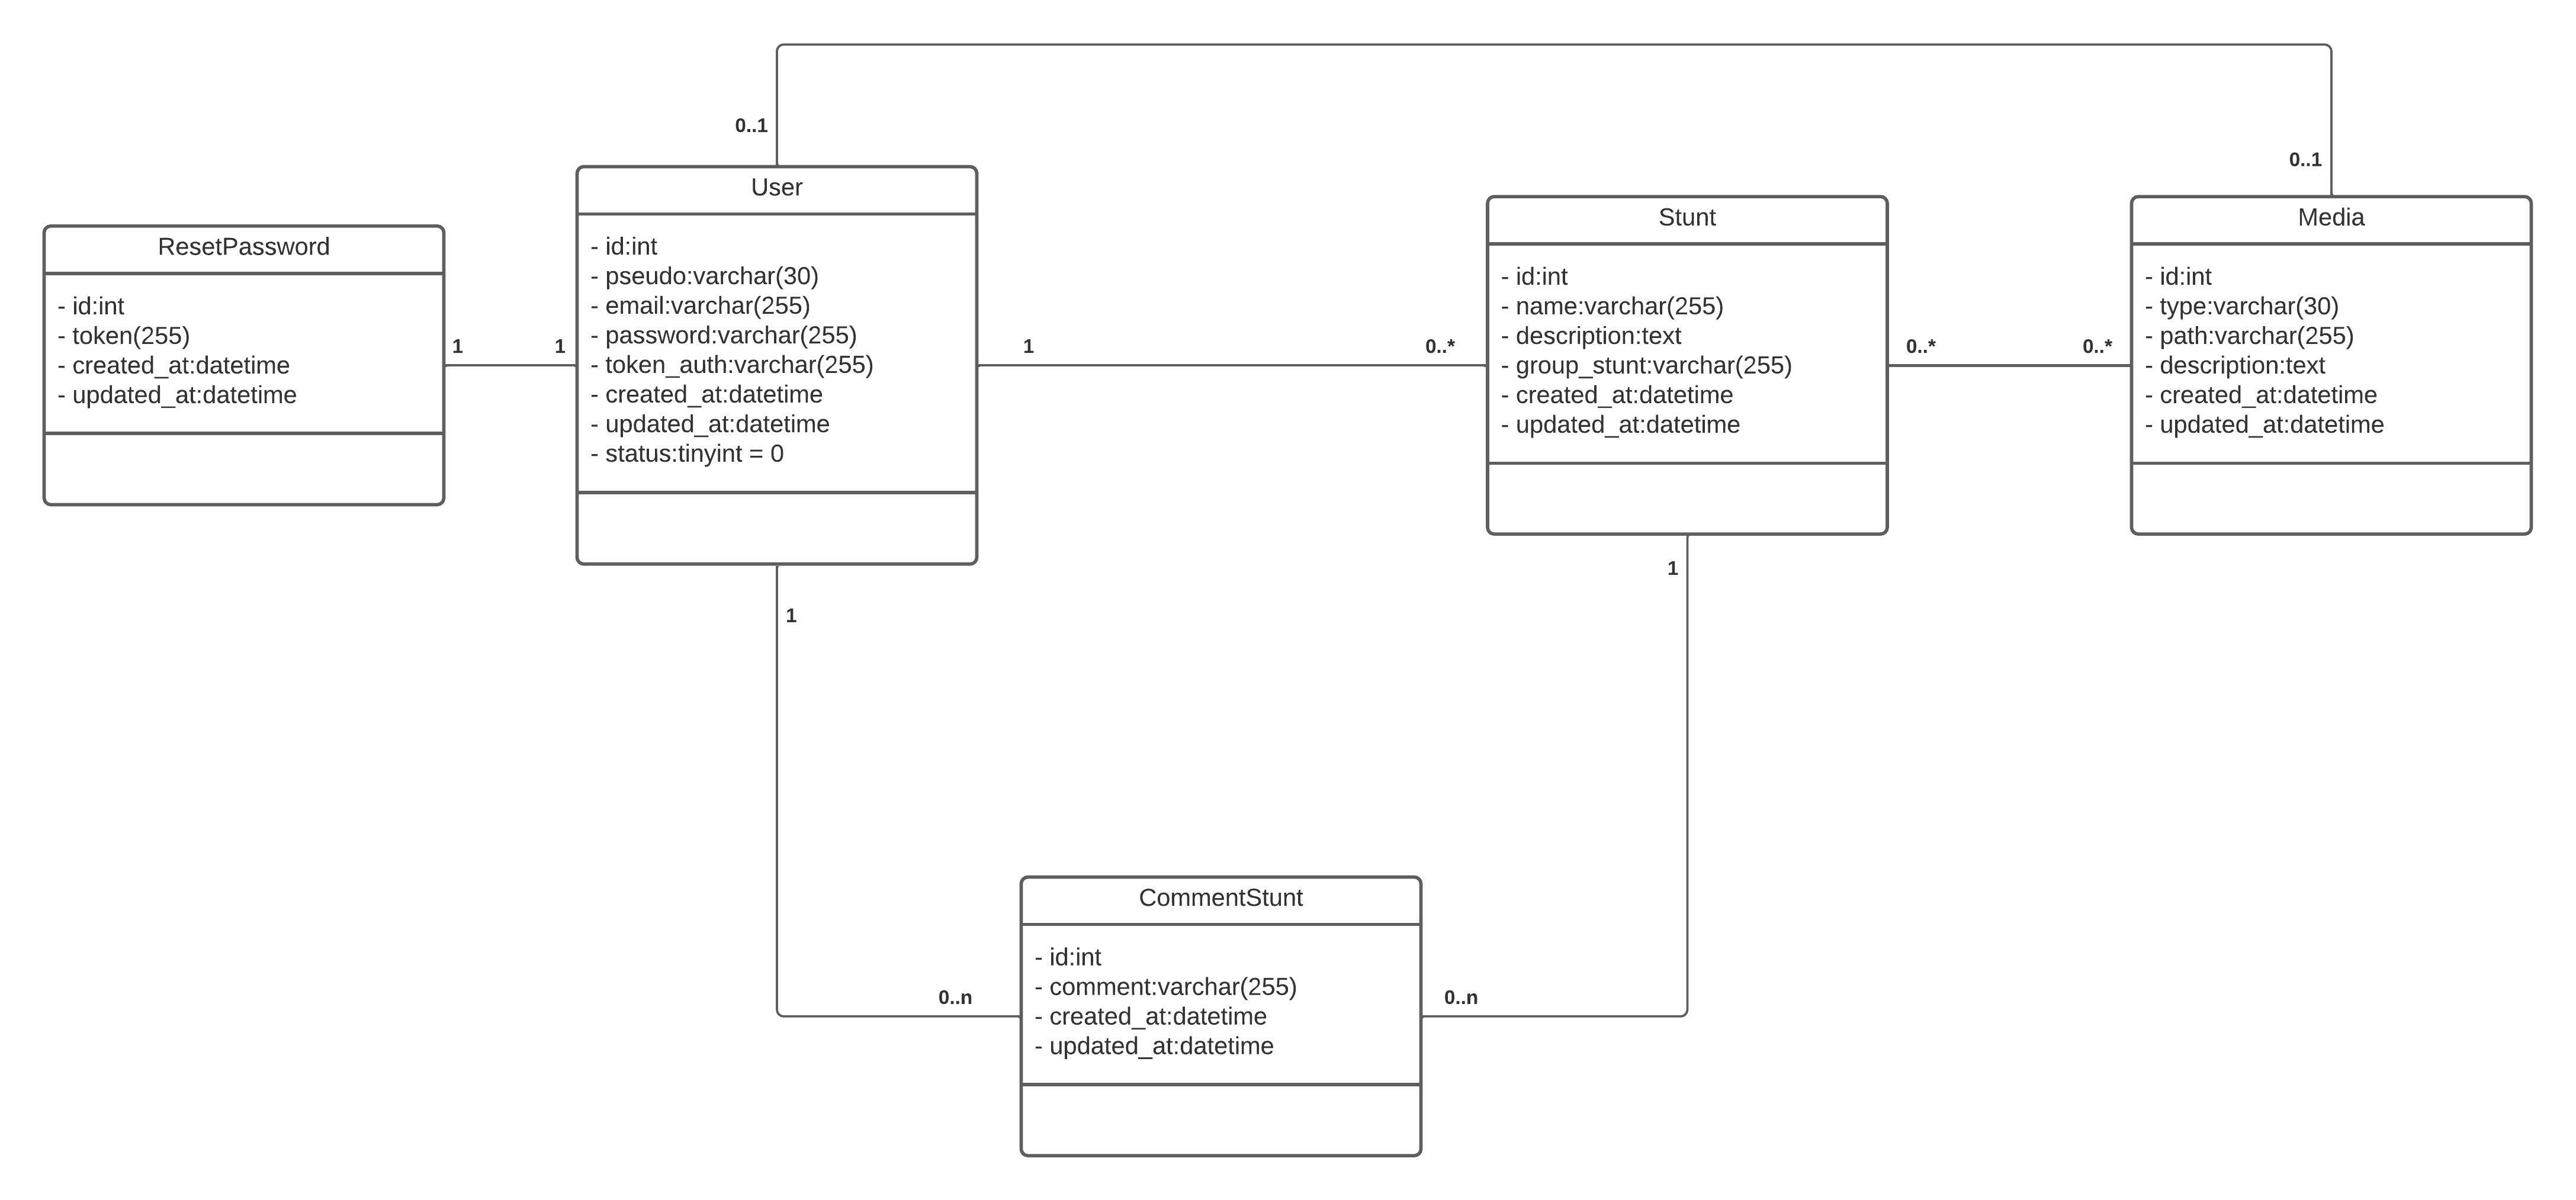 0..1
0..1
ResetPassword
- id:int
- token(255)
- created_at:datetime
- updated_at:datetime
1
1
User
- id:int
- pseudo:varchar(30)
- email:varchar(255)
- password:varchar(255)
- token_auth:varchar(255)
- created_at:datetime
- updated_at:datetime
- status:tinyint = 0
1
0..*
Stunt
- id:int
- name:varchar(255)
- description:text
- group_stunt:varchar(255)
- created_at:datetime
- updated_at:datetime
0..*
0..*
Media
- id:int
- type:varchar(30)
- path:varchar(255)
- description:text
- created_at:datetime
- updated_at:datetime
1
1
0..n
0..n
CommentStunt
- id:int
- comment:varchar(255)
- created_at:datetime
- updated_at:datetime